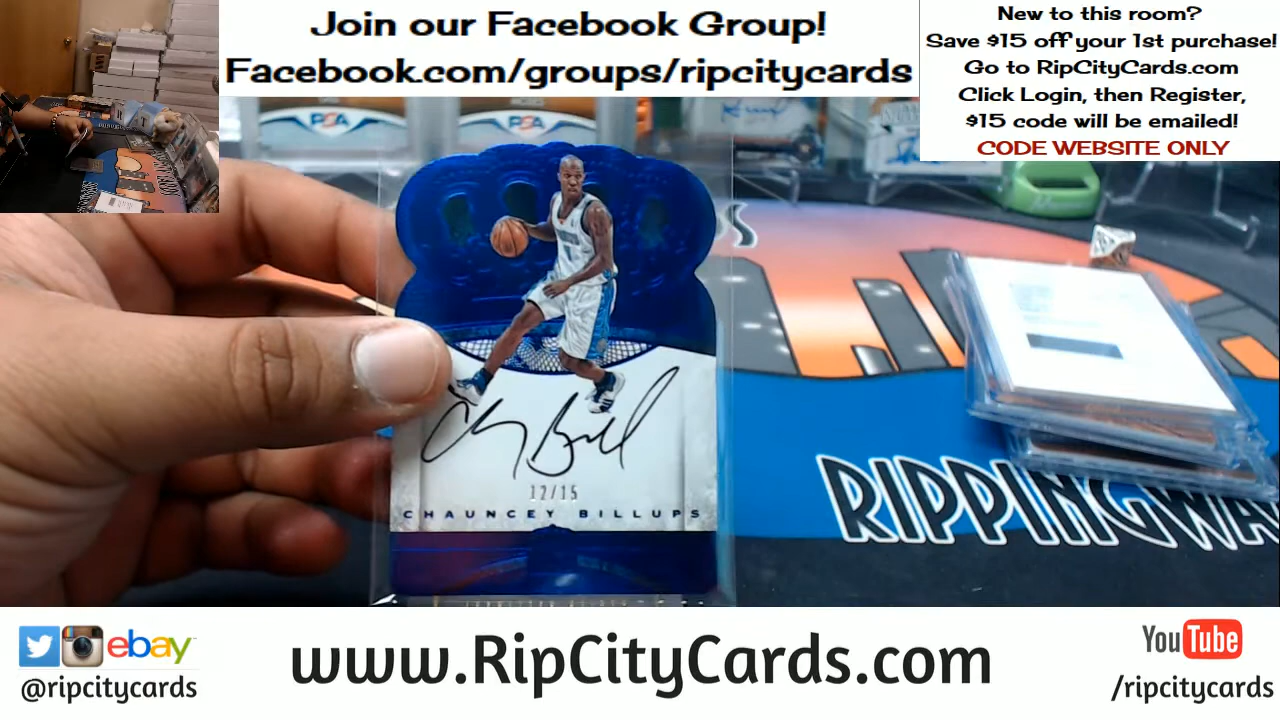 Join our Facebook Group!
Facebook.com/groups/ripcitycards
New to this room?
Save $15 off your 1st purchase!
Go to RipCityCards.com
Click Login, then Register,
$15 code will be emailed!
CODE WEBSITE ONLY
PSA
PSA
12/15
CHAUNCEY BILLUPS
RIPPINGWA
ebay
@ripcitycards
www.RipCityCards.com
YouTube
/ripcitycards